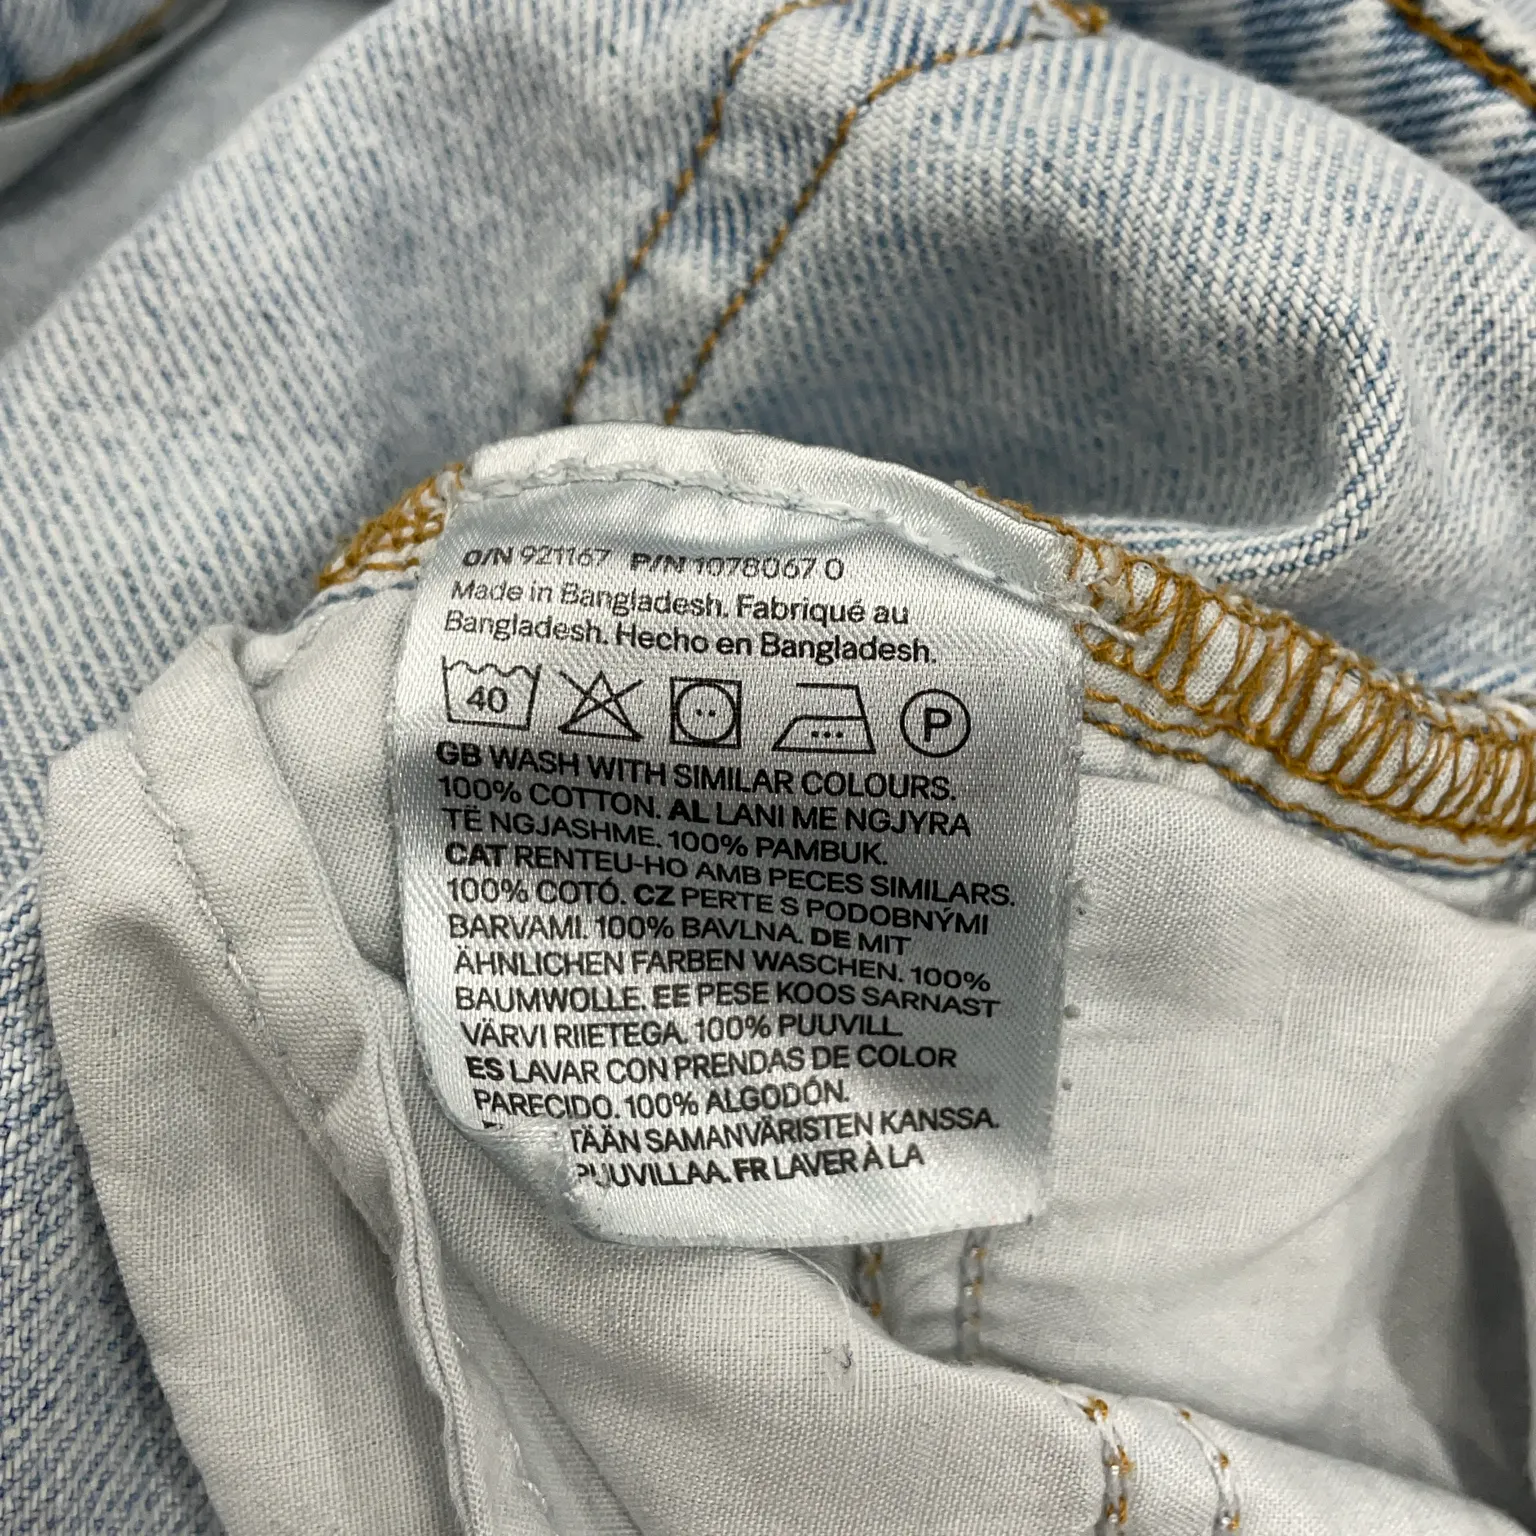 O/N 921167 P/N 1078067 0
Made in Bangladesh. Fabriqué au
Bangladesh. Hecho en Bangladesh.
40 P
GB WASH WITH SIMILAR COLOURS.
100% COTTON. AL LANI ME NGJYRA
TË NGJASHME. 100% PAMBUK.
CAT RENTEU-HO AMB PECES SIMILARS.
100% COTÓ. CZ PERTE S PODOBNÝMI
BARVAMI. 100% BAVLNA. DE MIT
ÄHNLICHEN FARBEN WASCHEN. 100%
BAUMWOLLE. EE PESE KOOS SARNAST
VÄRVI RIIETEGA. 100% PUUVILL
ES LAVAR CON PRENDAS DE COLOR
PARECIDO. 100% ALGODÓN.
SAMANVÄRISTEN KANSSA.
PUUVILLAA. FR LAVER À LA